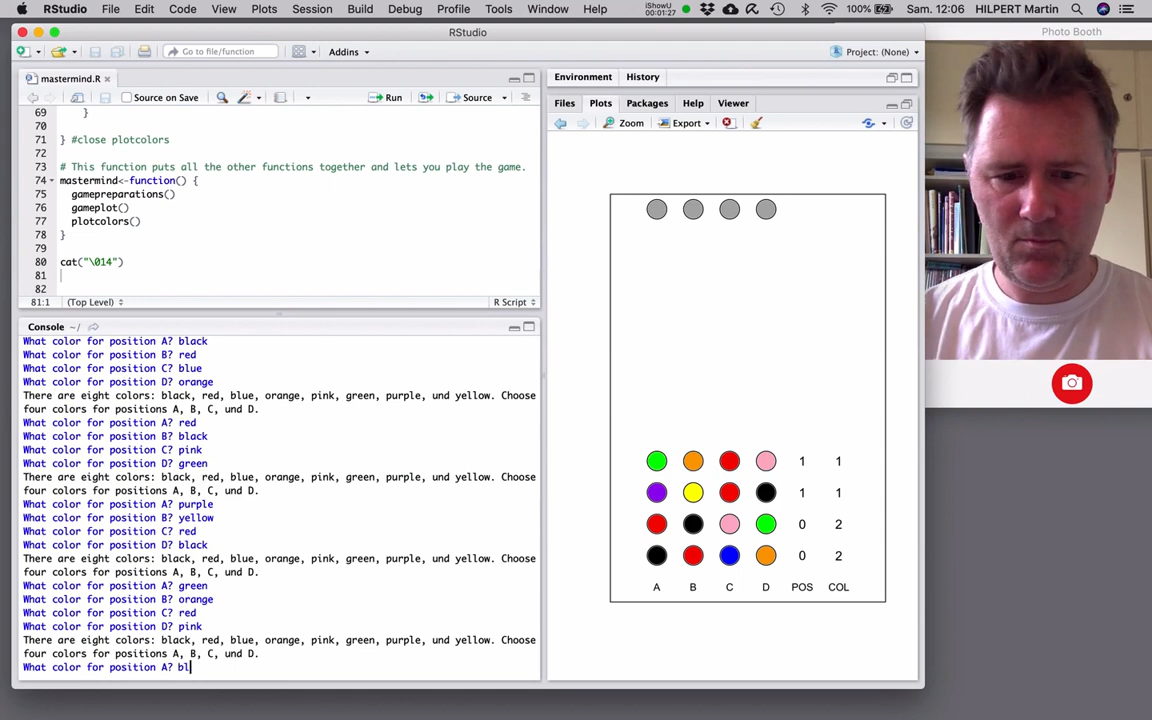 RStudio File Edit Code View Plots Session Build Debug Profile Tools Window Help iShowU 00:01:27 100% Sam. 12:06 HILPERT Martin
RStudio
Photo Booth
Go to file/function Addins Project: (None)
mastermind.R
Source on Save Run Source
69 }
70
71 } #close plotcolors
72
73 # This function puts all the other functions together and lets you play the game.
74 mastermind<-function() {
75 gamepreparations()
76 gameplot()
77 plotcolors()
78 }
79
80 cat("\014")
81
82
81:1 (Top Level) R Script
Console ~/
What color for position A? black
What color for position B? red
What color for position C? blue
What color for position D? orange
There are eight colors: black, red, blue, orange, pink, green, purple, und yellow. Choose
four colors for positions A, B, C, und D.
What color for position A? red
What color for position B? black
What color for position C? pink
What color for position D? green
There are eight colors: black, red, blue, orange, pink, green, purple, und yellow. Choose
four colors for positions A, B, C, und D.
What color for position A? purple
What color for position B? yellow
What color for position C? red
What color for position D? black
There are eight colors: black, red, blue, orange, pink, green, purple, und yellow. Choose
four colors for positions A, B, C, und D.
What color for position A? green
What color for position B? orange
What color for position C? red
What color for position D? pink
There are eight colors: black, red, blue, orange, pink, green, purple, und yellow. Choose
four colors for positions A, B, C, und D.
What color for position A? bl
Environment History
Files Plots Packages Help Viewer
Zoom Export
1 1
1 1
0 2
0 2
A B C D POS COL